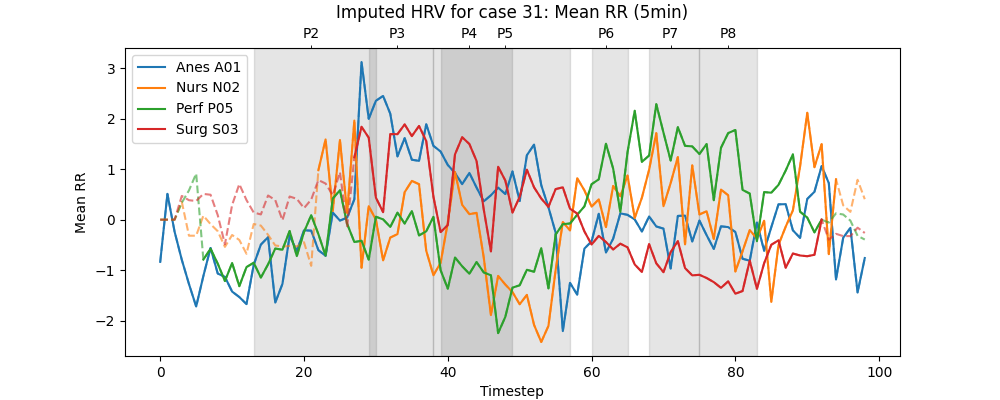 Imputed HRV for case 31: Mean RR (5min)
P2 P3 P4 P5 P6 P7 P8
Anes A01
Nurs N02
Perf P05
Surg S03
3
2
1
0
−1
−2
Mean RR
0 20 40 60 80 100
Timestep